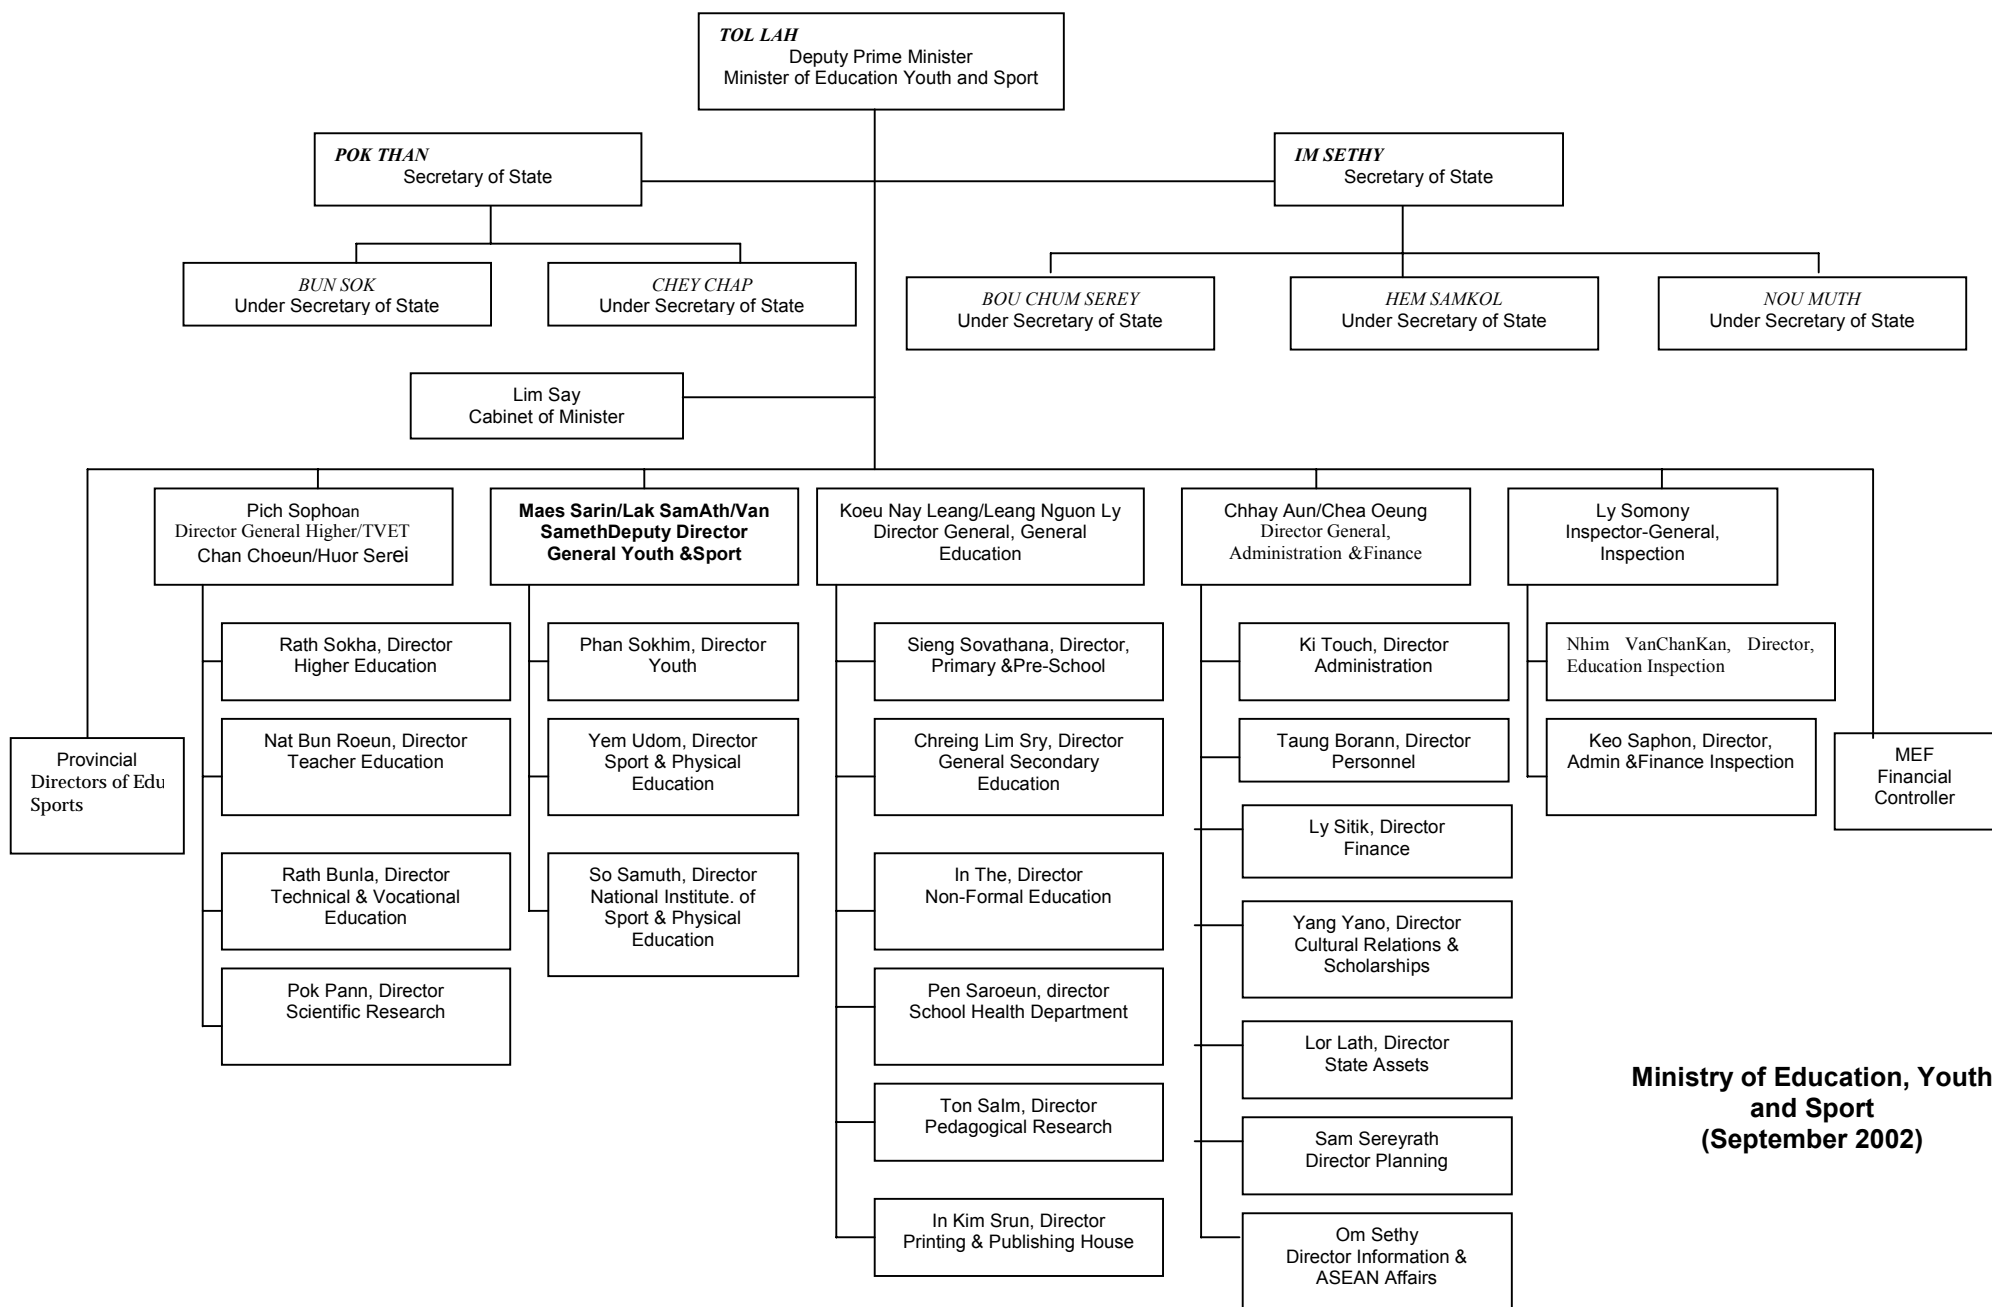 TOL LAH
Deputy Prime Minister
Minister of Education Youth and Sport
POK THAN
Secretary of State
IM SETHY
Secretary of State
BUN SOK
Under Secretary of State
CHEY CHAP
Under Secretary of State
BOU CHUM SEREY
Under Secretary of State
HEM SAMKOL
Under Secretary of State
NOU MUTH
Under Secretary of State
Lim Say
Cabinet of Minister
Pich Sophoan
Director General Higher/TVET
Chan Choeun/Huor Serei
Maes Sarin/Lak SamAth/Van
SamethDeputy Director
General Youth &Sport
Koeu Nay Leang/Leang Nguon Ly
Director General, General
Education
Chhay Aun/Chea Oeung
Director General,
Administration &Finance
Ly Somony
Inspector-General,
Inspection
Provincial
Directors of Edu
Sports
Rath Sokha, Director
Higher Education
Nat Bun Roeun, Director
Teacher Education
Rath Bunla, Director
Technical & Vocational
Education
Pok Pann, Director
Scientific Research
Phan Sokhim, Director
Youth
Yem Udom, Director
Sport & Physical
Education
So Samuth, Director
National Institute. of
Sport & Physical
Education
Sieng Sovathana, Director,
Primary &Pre-School
Chreing Lim Sry, Director
General Secondary
Education
In The, Director
Non-Formal Education
Pen Saroeun, director
School Health Department
Ton Salm, Director
Pedagogical Research
In Kim Srun, Director
Printing & Publishing House
Ki Touch, Director
Administration
Taung Borann, Director
Personnel
Ly Sitik, Director
Finance
Yang Yano, Director
Cultural Relations &
Scholarships
Lor Lath, Director
State Assets
Sam Sereyrath
Director Planning
Om Sethy
Director Information &
ASEAN Affairs
Nhim VanChanKan, Director,
Education Inspection
Keo Saphon, Director,
Admin &Finance Inspection
MEF
Financial
Controller
Ministry of Education, Youth
and Sport
(September 2002)